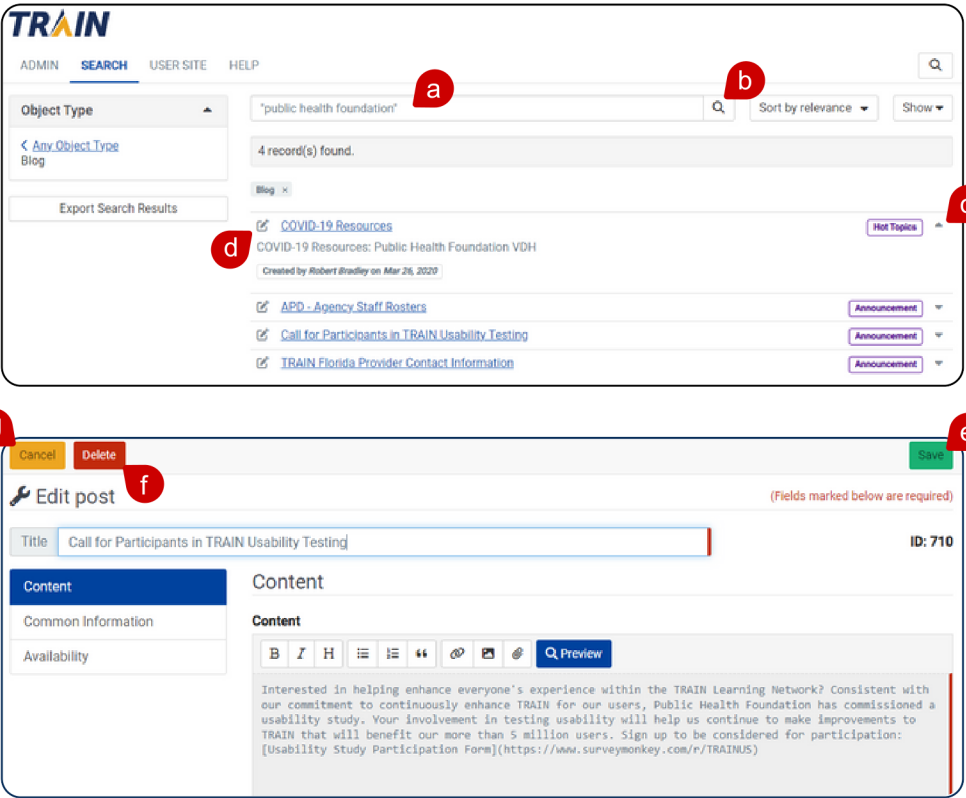 TRAIN
ADMIN SEARCH USER SITE HELP
a
b
Object Type
"public health foundation"
Sort by relevance
Show
Any Object Type
Blog
4 record(s) found.
Blog ×
Export Search Results
c
COVID-19 Resources
Hot Topics
d
COVID-19 Resources: Public Health Foundation VDH
Created by Robert Bradley on Mar 26, 2020
APD - Agency Staff Rosters
Announcement
Call for Participants in TRAIN Usability Testing
Announcement
TRAIN Florida Provider Contact Information
Announcement
e
Cancel Delete
Save
f
Edit post
(Fields marked below are required)
Title Call for Participants in TRAIN Usability Testing
ID: 710
Content
Content
Common Information
Content
Availability
B I H
Preview
Interested in helping enhance everyone's experience within the TRAIN Learning Network? Consistent with
our commitment to continuously enhance TRAIN for our users, Public Health Foundation has commissioned a
usability study. Your involvement in testing usability will help us continue to make improvements to
TRAIN that will benefit our more than 5 million users. Sign up to be considered for participation:
[Usability Study Participation Form](https://www.surveymonkey.com/r/TRAINUS)